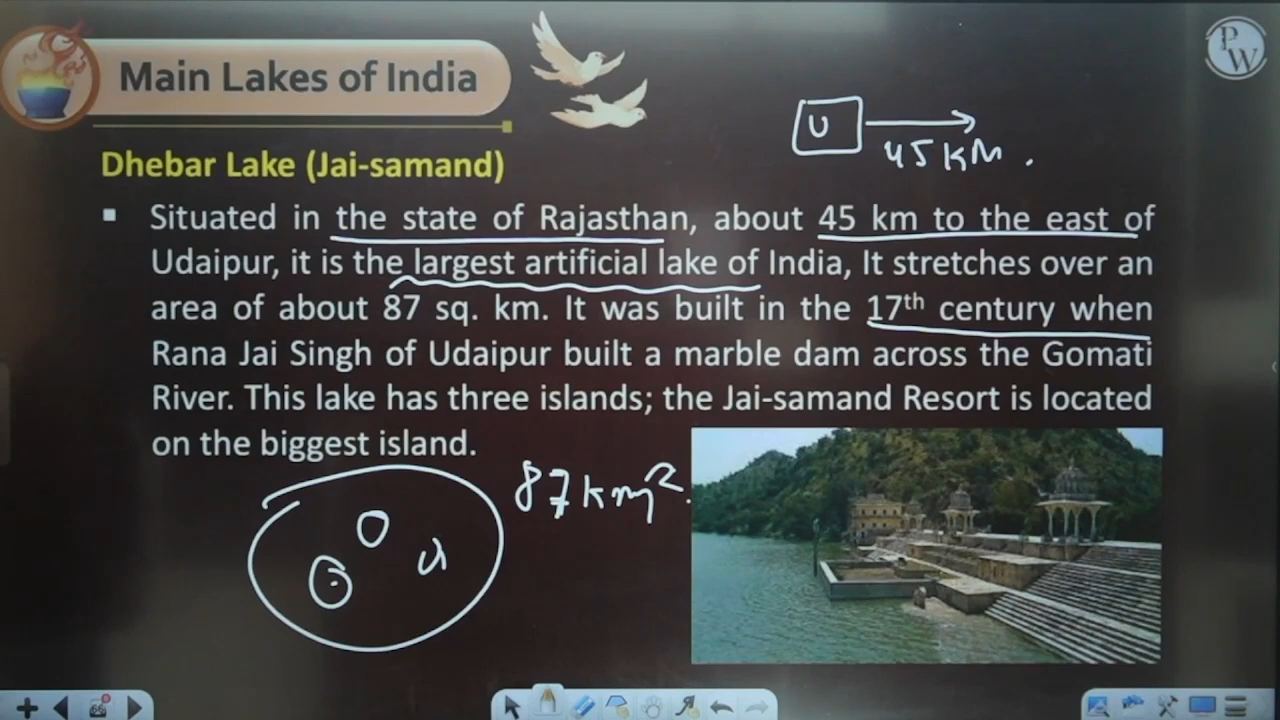 PW
Main Lakes of India
U
45 KM.
Dhebar Lake (Jai-samand)
▪ Situated in the state of Rajasthan, about 45 km to the east of
Udaipur, it is the largest artificial lake of India, It stretches over an
area of about 87 sq. km. It was built in the 17th century when
Rana Jai Singh of Udaipur built a marble dam across the Gomati
River. This lake has three islands; the Jai-samand Resort is located
on the biggest island.
87 km².